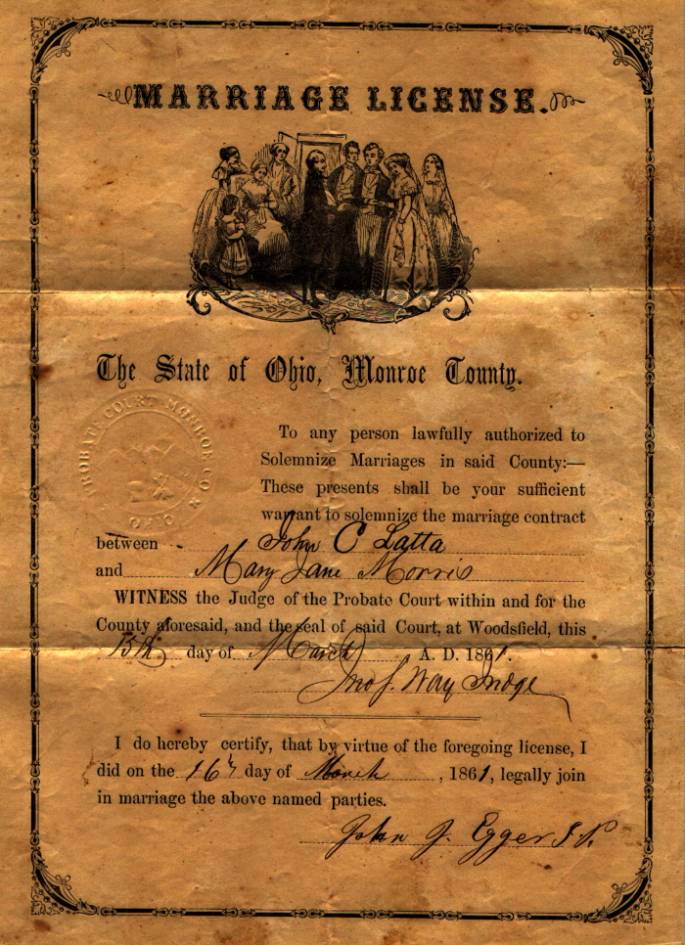 MARRIAGE LICENSE.
The State of Ohio, Monroe County.
PROBATE COURT MONROE CO.
OHIO
To any person lawfully authorized to
Solemnize Marriages in said County:—
These presents shall be your sufficient
warrant to solemnize the marriage contract
between John C Latta
and Mary Jane Morris
WITNESS the Judge of the Probate Court within and for the
County aforesaid, and the seal of said Court, at Woodsfield, this
15th day of March A. D. 1861.
Jno S. Way Judge
I do hereby certify, that by virtue of the foregoing license, I
did on the 16th day of March, 1861, legally join
in marriage the above named parties.
John J. Egger J.P.